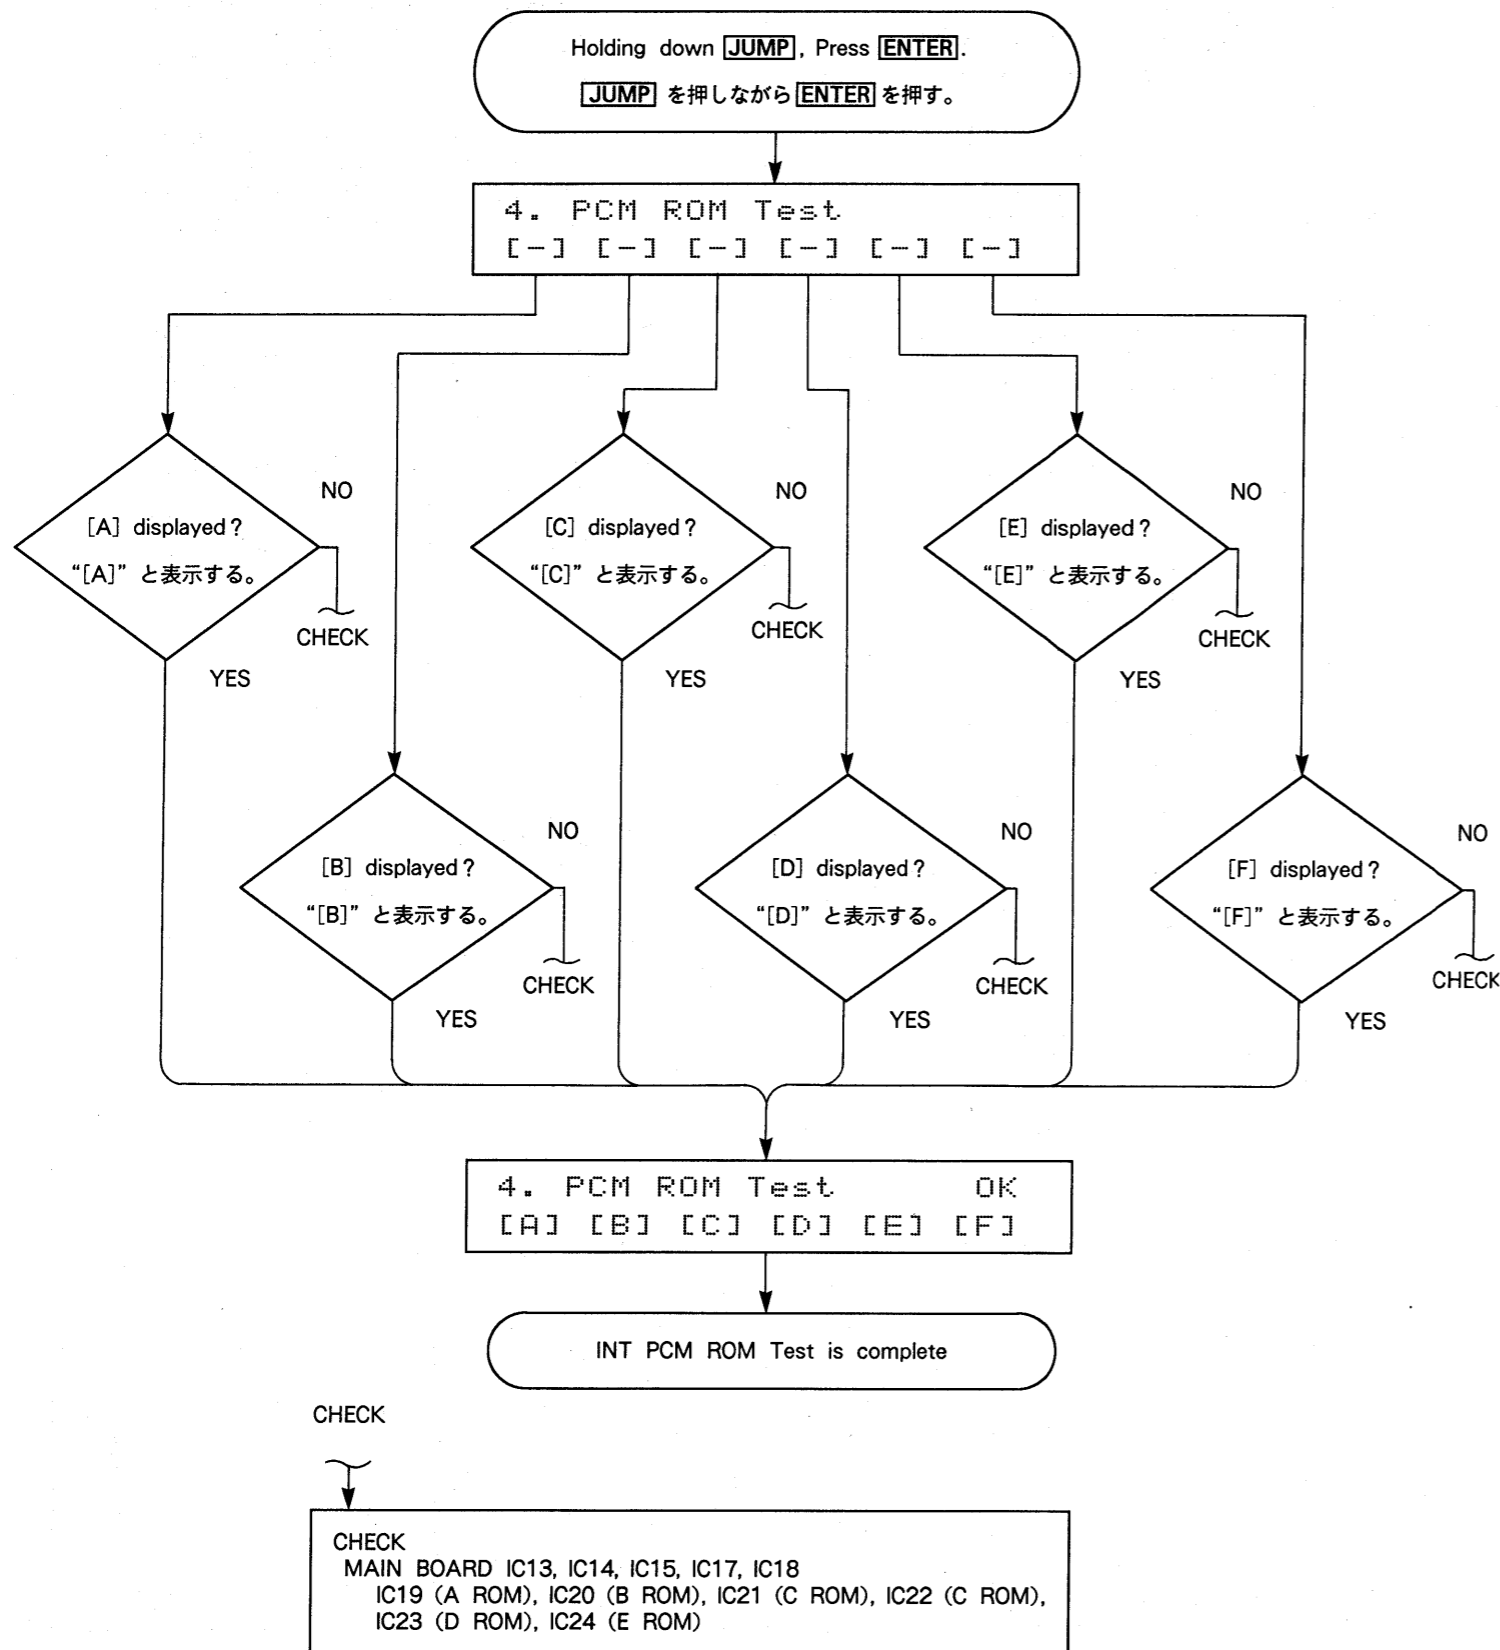 Holding down JUMP, Press ENTER.
JUMP を押しながら ENTER を押す。
4. PCM ROM Test
[-] [-] [-] [-] [-] [-]
NO
[A] displayed?
“[A]” と表示する。
CHECK
YES
NO
[C] displayed?
“[C]” と表示する。
CHECK
YES
NO
[E] displayed?
“[E]” と表示する。
CHECK
YES
NO
[B] displayed?
“[B]” と表示する。
CHECK
YES
NO
[D] displayed?
“[D]” と表示する。
CHECK
YES
NO
[F] displayed?
“[F]” と表示する。
CHECK
YES
4. PCM ROM Test OK
[A] [B] [C] [D] [E] [F]
INT PCM ROM Test is complete
CHECK
CHECK
MAIN BOARD IC13, IC14, IC15, IC17, IC18
IC19 (A ROM), IC20 (B ROM), IC21 (C ROM), IC22 (C ROM),
IC23 (D ROM), IC24 (E ROM)